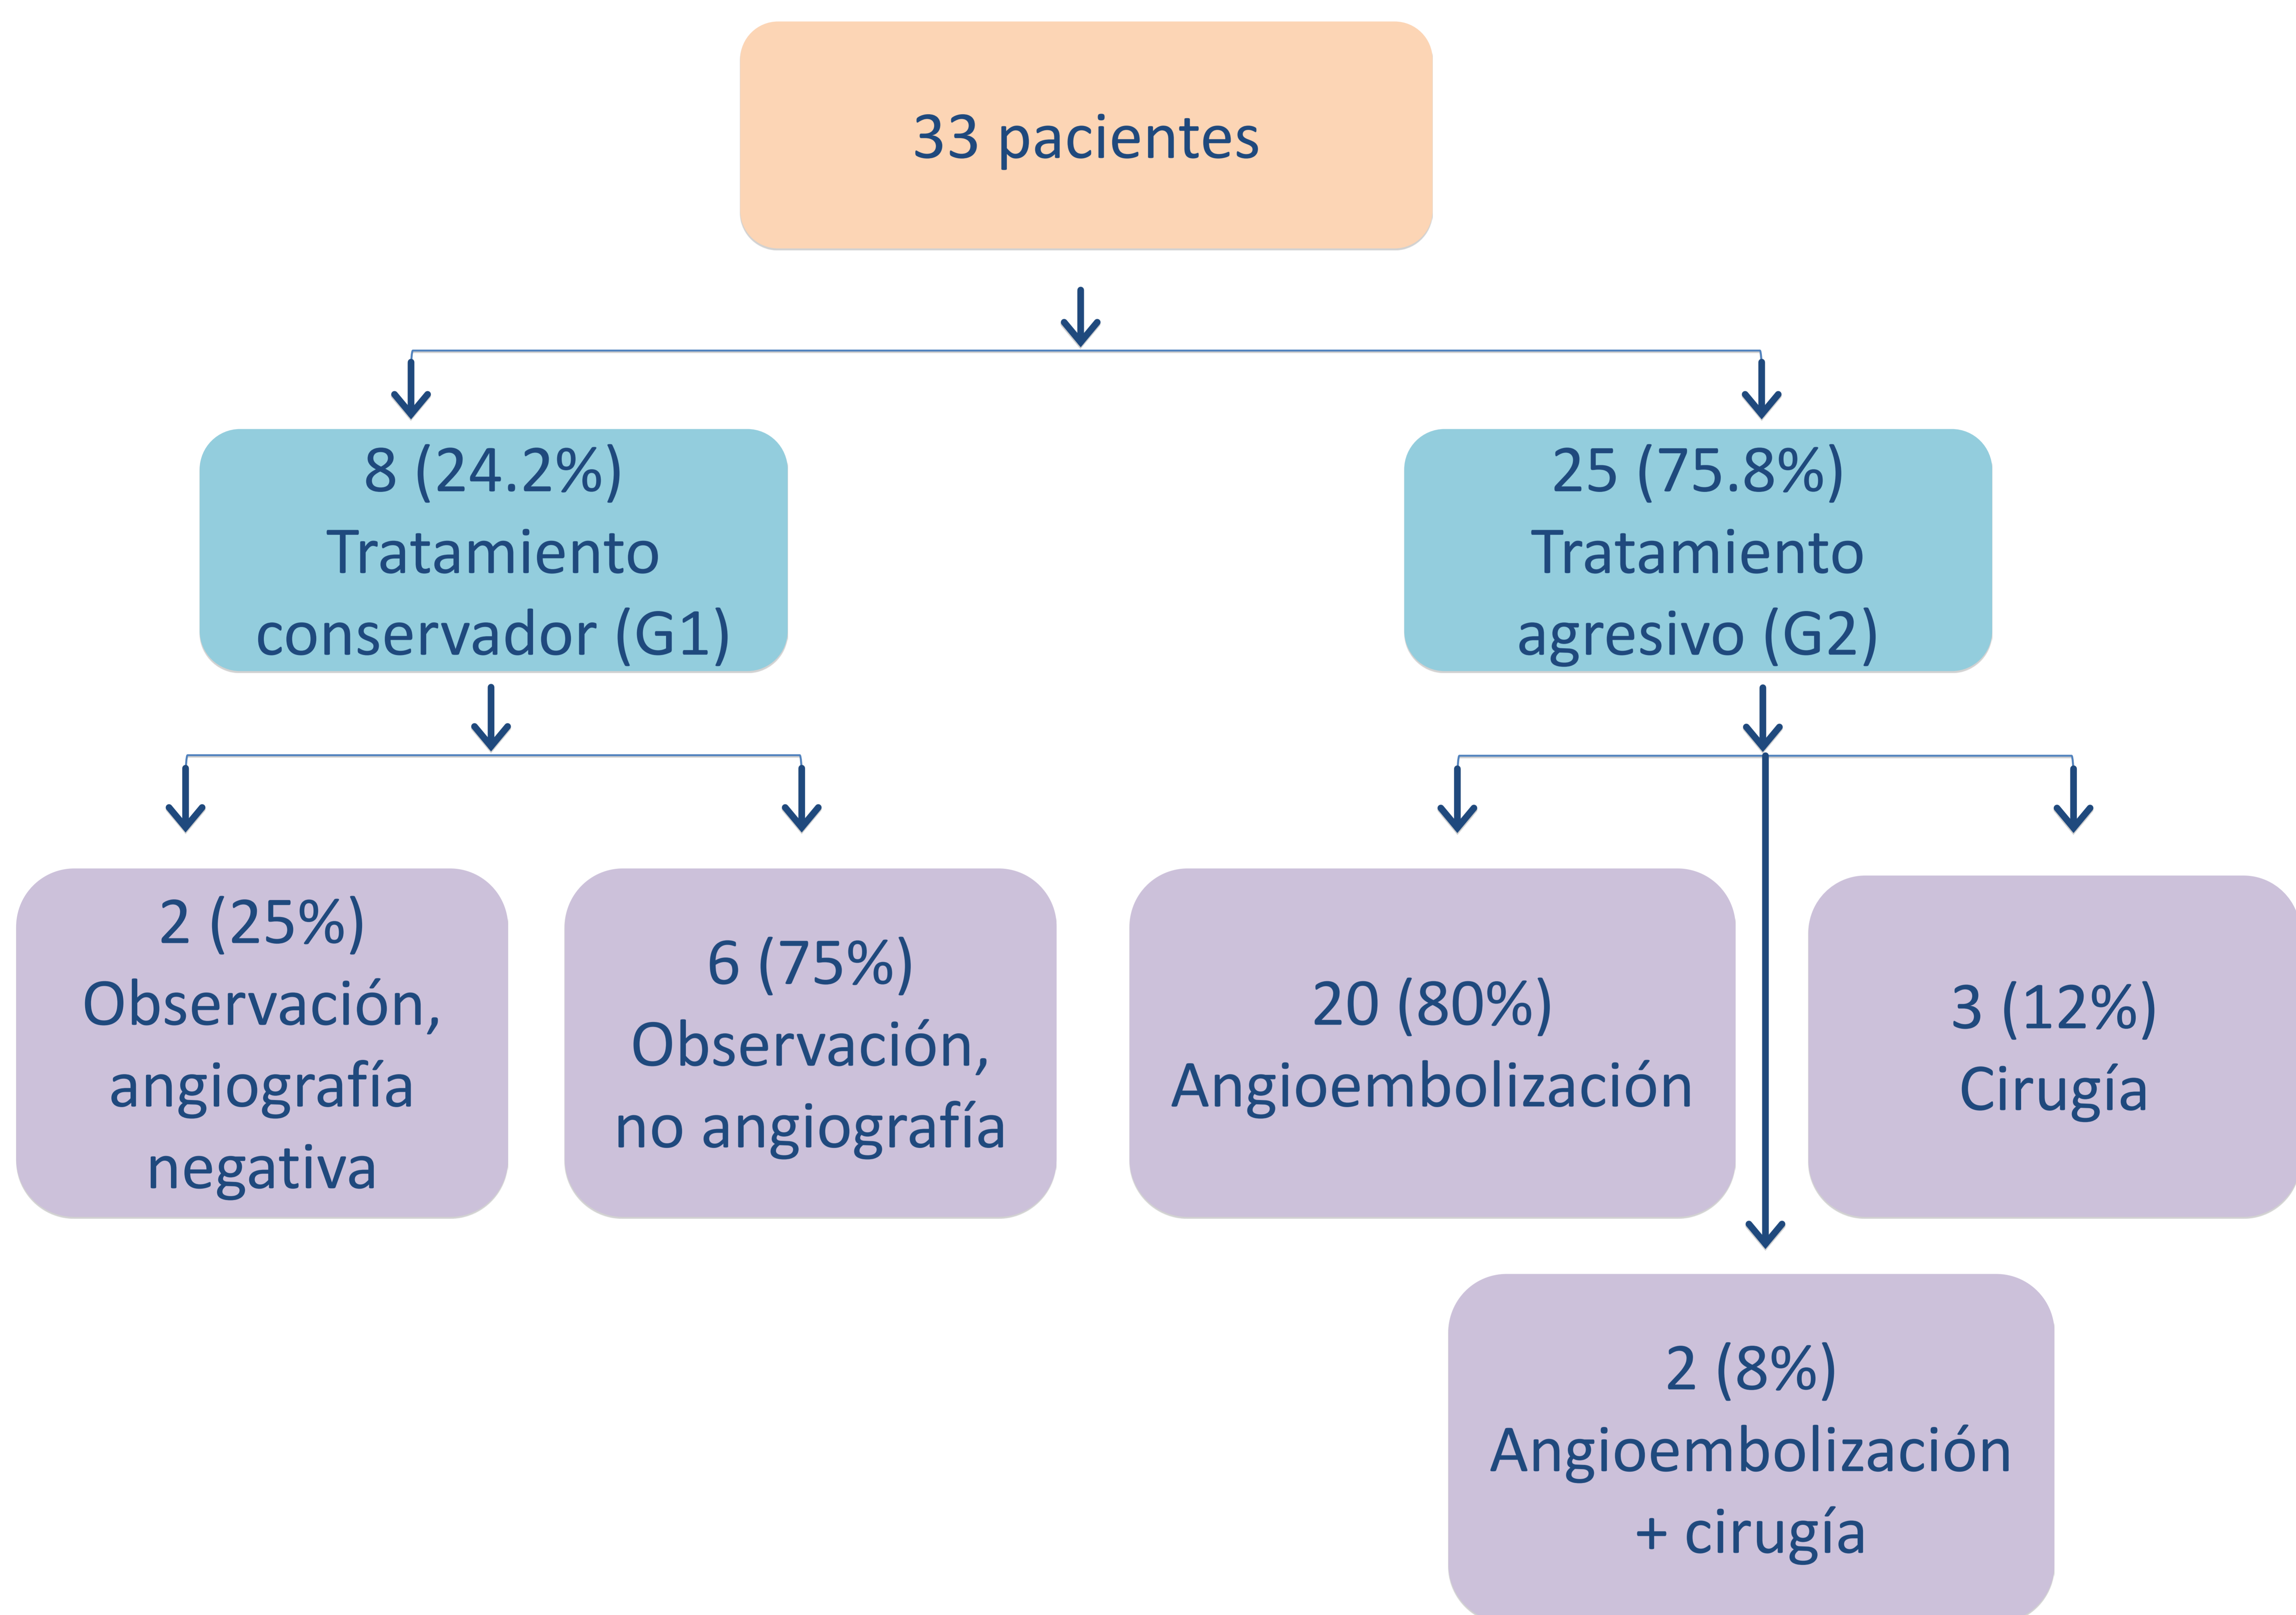 33 pacientes
8 (24.2%)
Tratamiento
conservador (G1)
25 (75.8%)
Tratamiento
agresivo (G2)
2 (25%)
Observación,
angiografía
negativa
6 (75%)
Observación,
no angiografía
20 (80%)
Angioembolización
3 (12%)
Cirugía
2 (8%)
Angioembolización
+ cirugía